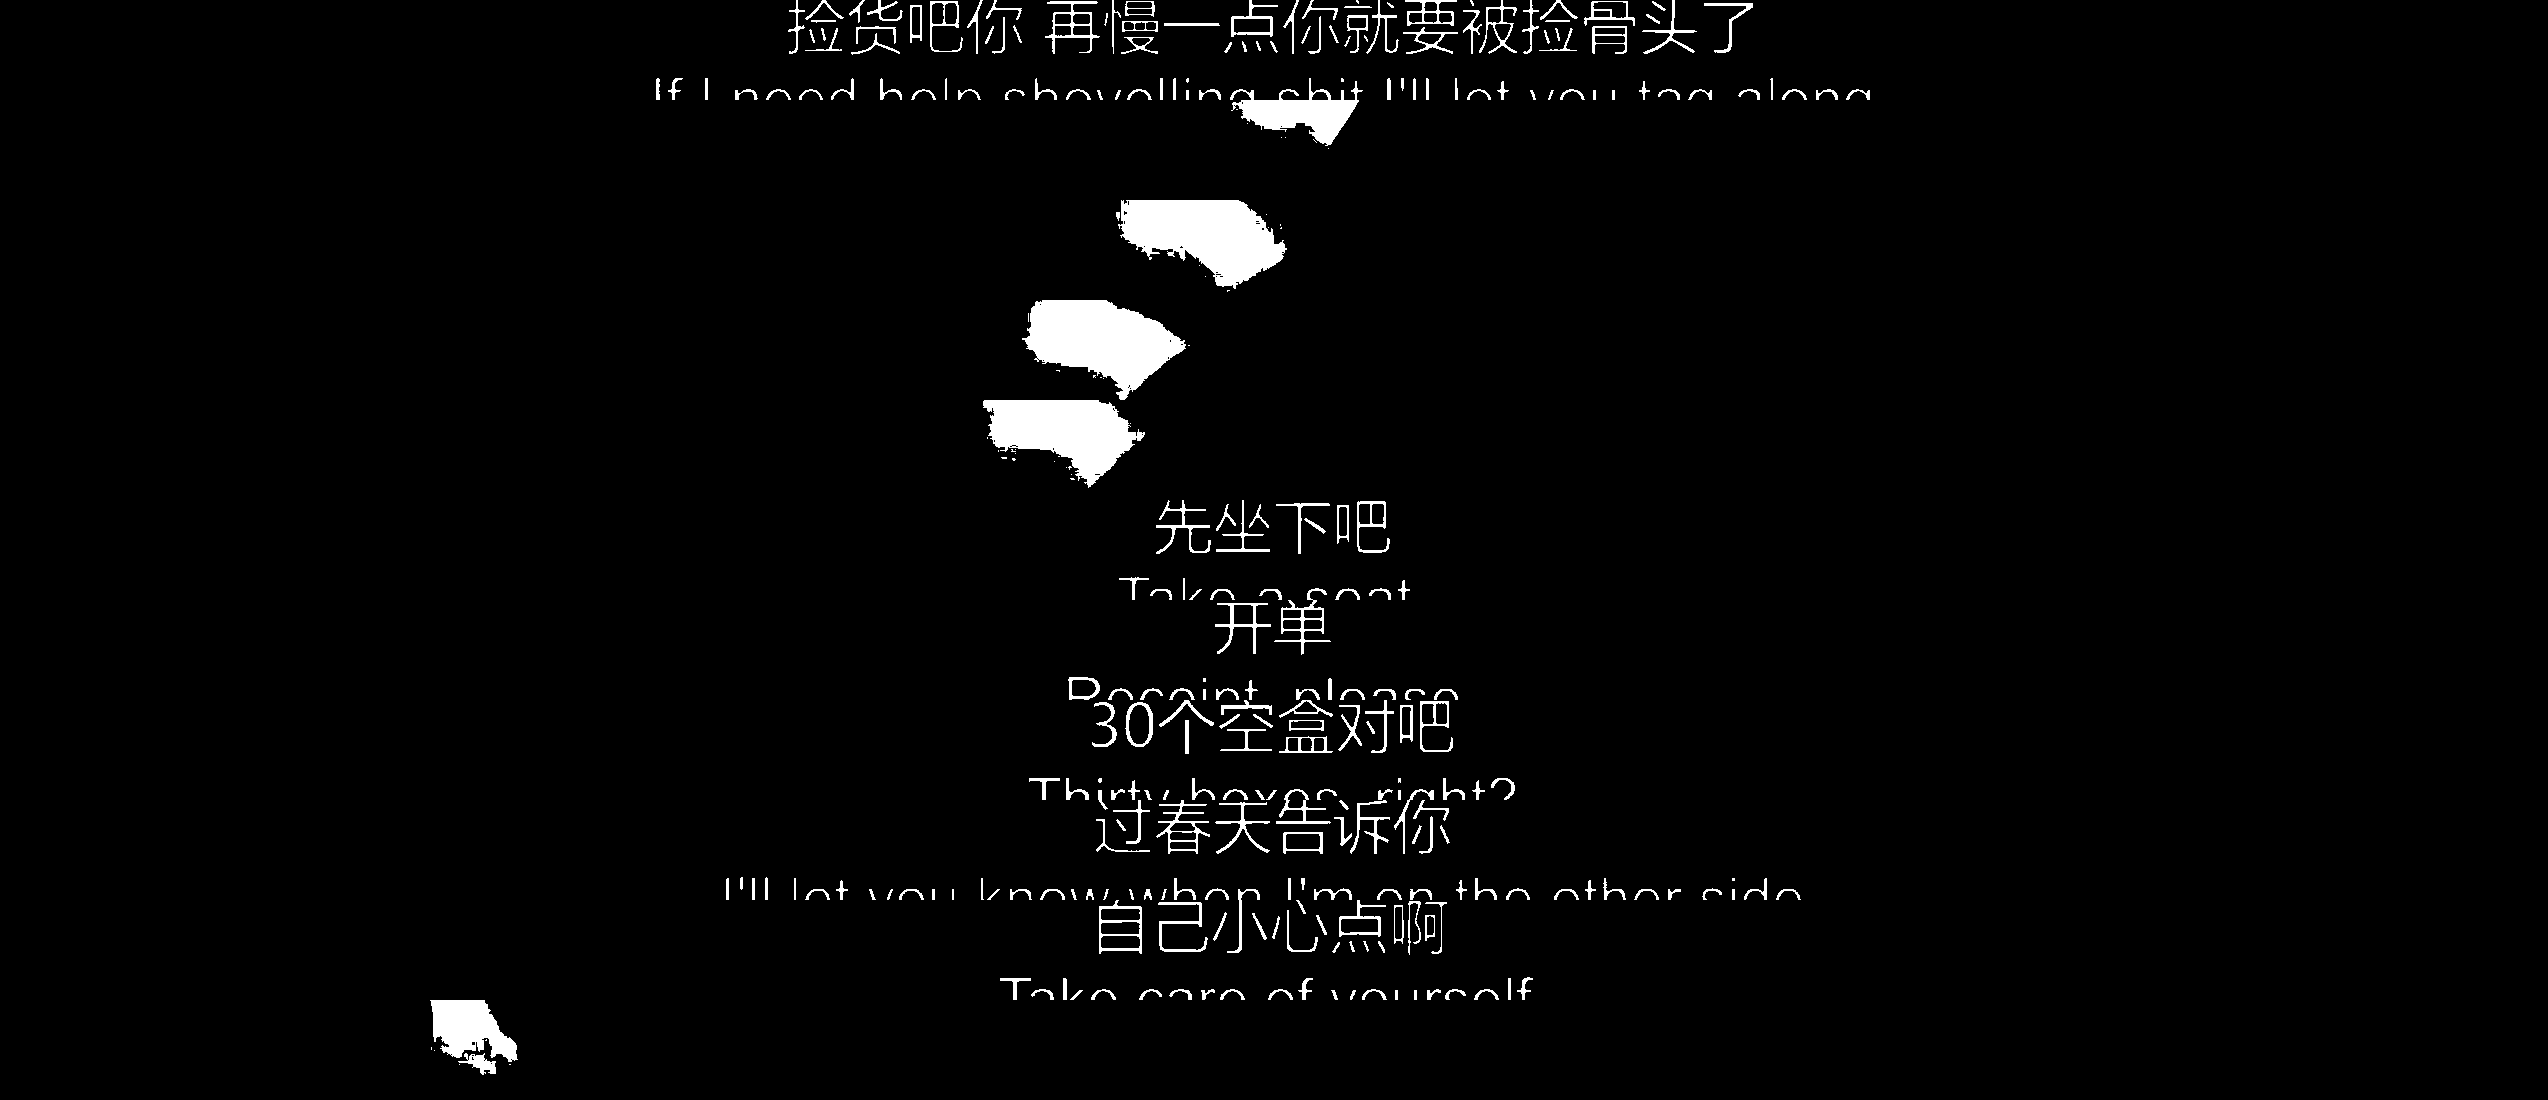 捡货吧你 再慢一点你就要被捡骨头了
If I need help shovelling shit I'll let you tag along
先坐下吧
Take a seat
开单
Receipt, please
30个空盒对吧
Thirty boxes, right?
过春天告诉你
I'll let you know when I'm on the other side
自己小心点啊
Take care of yourself